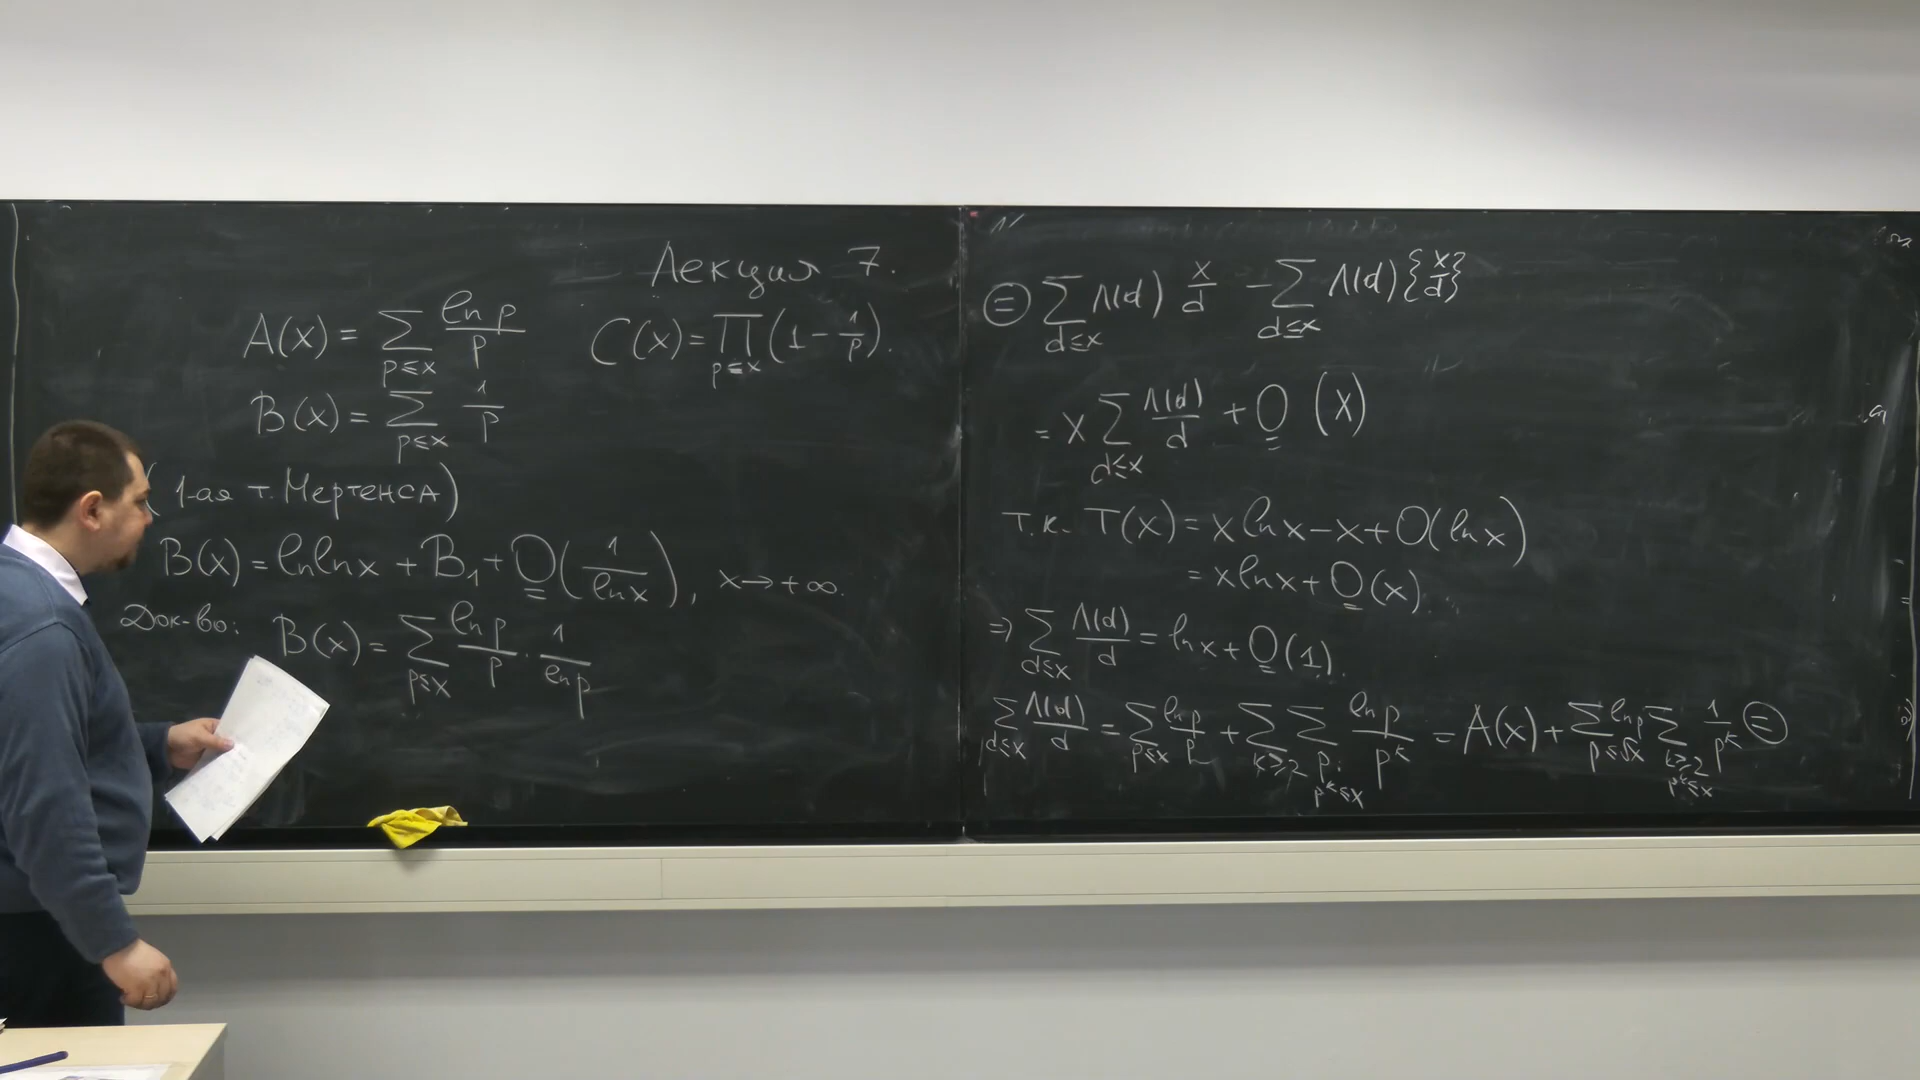 Лекция 7.
A(x) = ∑_{p≤x} ln p / p    C(x) = ∏_{p≤x} (1 - 1/p).
B(x) = ∑_{p≤x} 1/p
(1-ая т. Мертенса)
B(x) = ln ln x + B₁ + O(1/ln x), x → +∞.
Док-во: B(x) = ∑_{p≤x} ln p / p · 1/ln p
⊜ ∑_{d≤x} Λ(d) x/d - ∑_{d≤x} Λ(d) {x/d}
= x ∑_{d≤x} Λ(d)/d + O(x)
т.к. T(x) = x ln x - x + O(ln x)
= x ln x + O(x).
⇒ ∑_{d≤x} Λ(d)/d = ln x + O(1).
∑_{d≤x} Λ(d)/d = ∑_{p≤x} ln p / p + ∑_{k≥2} ∑_{p: p^k≤x} ln p / p^k = A(x) + ∑_{p≤√x} ln p ∑_{k≥2, p^k≤x} 1/p^k ⊜